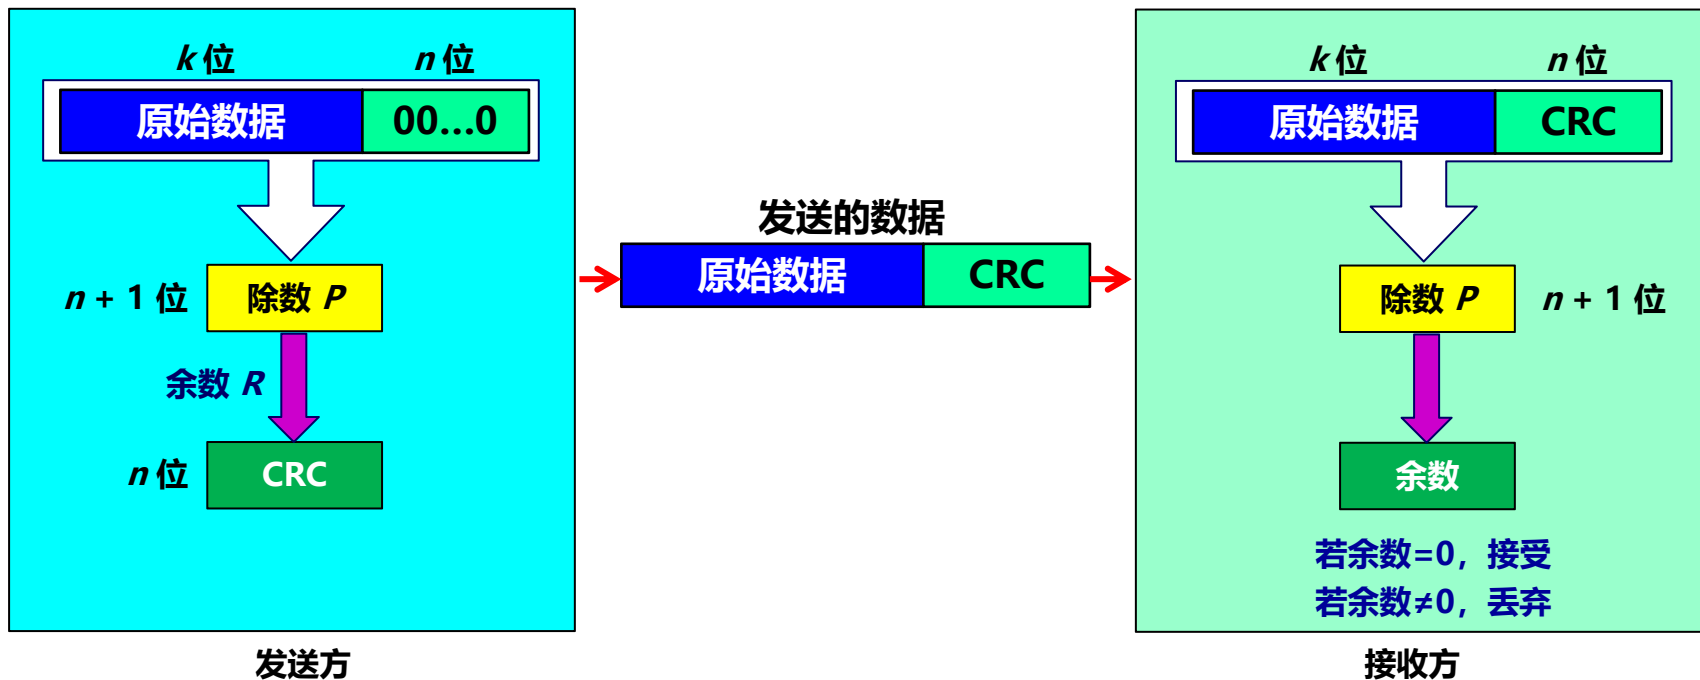 k 位 n 位
原始数据 00...0
n + 1 位 除数 P
余数 R
n 位 CRC
发送方
发送的数据
原始数据 CRC
k 位 n 位
原始数据 CRC
除数 P n + 1 位
余数
若余数=0，接受
若余数≠0，丢弃
接收方